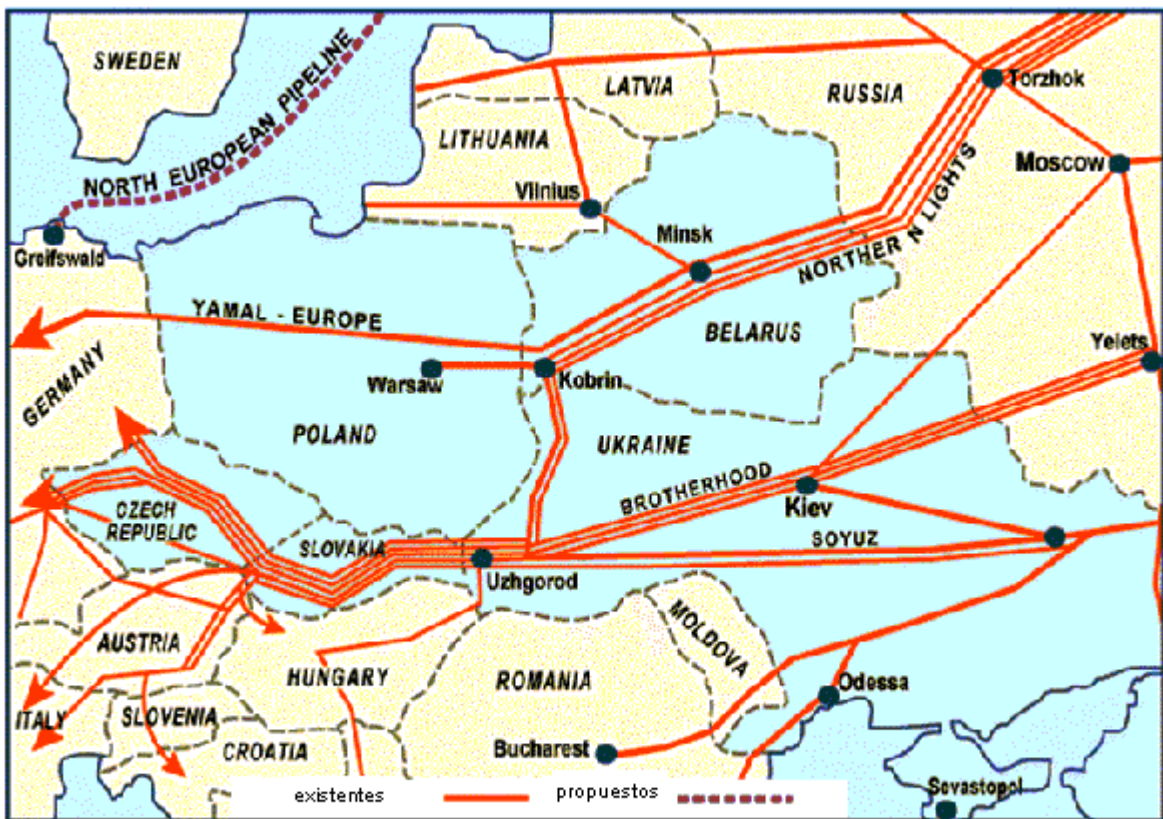 SWEDEN
NORTH EUROPEAN PIPELINE
LATVIA
RUSSIA
Torzhok
LITHUANIA
Moscow
Vilnius
Minsk
NORTHER N LIGHTS
Greifswald
YAMAL - EUROPE
BELARUS
Yelets
GERMANY
Warsaw
Kobrin
POLAND
UKRAINE
BROTHERHOOD
CZECH
REPUBLIC
Kiev
SLOVAKIA
SOYUZ
Uzhgorod
AUSTRIA
MOLDOVA
HUNGARY
ROMANIA
Odessa
ITALY
SLOVENIA
CROATIA
Bucharest
existentes
propuestos
Sevastopol